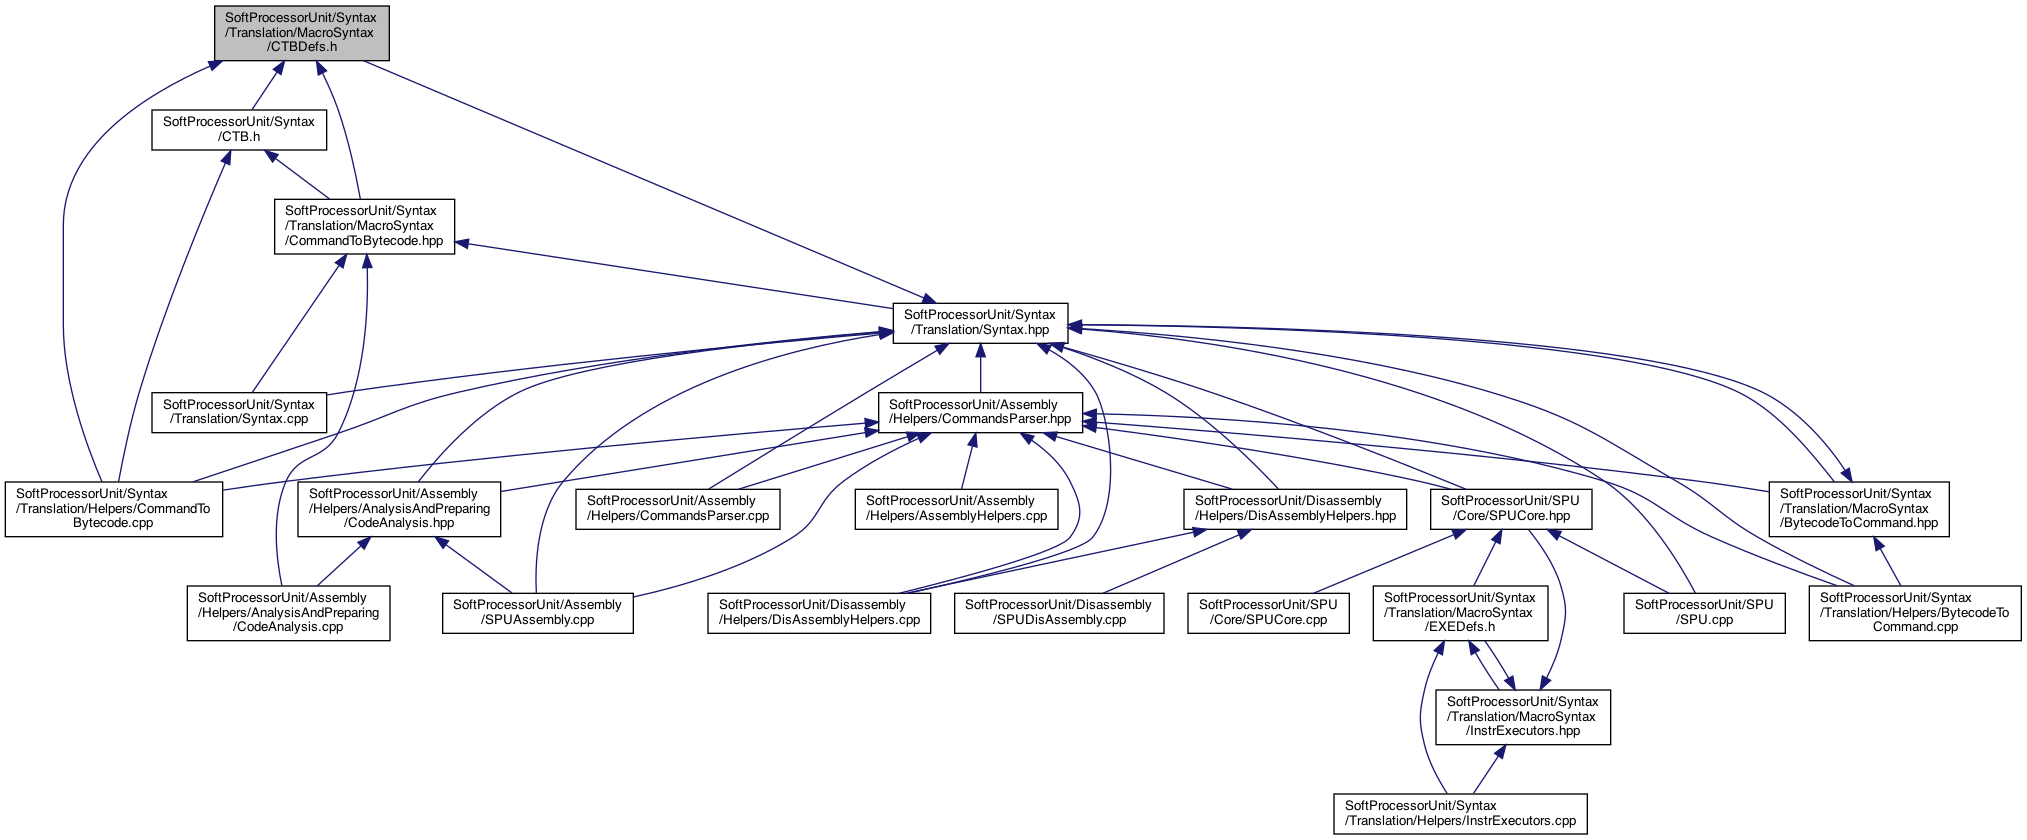 SoftProcessorUnit/Syntax
/Translation/MacroSyntax
/CTBDefs.h
SoftProcessorUnit/Syntax
/CTB.h
SoftProcessorUnit/Syntax
/Translation/MacroSyntax
/CommandToBytecode.hpp
SoftProcessorUnit/Syntax
/Translation/Syntax.hpp
SoftProcessorUnit/Syntax
/Translation/Syntax.cpp
SoftProcessorUnit/Assembly
/Helpers/CommandsParser.hpp
SoftProcessorUnit/Syntax
/Translation/Helpers/CommandTo
Bytecode.cpp
SoftProcessorUnit/Assembly
/Helpers/AnalysisAndPreparing
/CodeAnalysis.hpp
SoftProcessorUnit/Assembly
/Helpers/CommandsParser.cpp
SoftProcessorUnit/Assembly
/Helpers/AssemblyHelpers.cpp
SoftProcessorUnit/Disassembly
/Helpers/DisAssemblyHelpers.hpp
SoftProcessorUnit/SPU
/Core/SPUCore.hpp
SoftProcessorUnit/Syntax
/Translation/MacroSyntax
/BytecodeToCommand.hpp
SoftProcessorUnit/Assembly
/Helpers/AnalysisAndPreparing
/CodeAnalysis.cpp
SoftProcessorUnit/Assembly
/SPUAssembly.cpp
SoftProcessorUnit/Disassembly
/Helpers/DisAssemblyHelpers.cpp
SoftProcessorUnit/Disassembly
/SPUDisAssembly.cpp
SoftProcessorUnit/SPU
/Core/SPUCore.cpp
SoftProcessorUnit/Syntax
/Translation/MacroSyntax
/EXEDefs.h
SoftProcessorUnit/SPU
/SPU.cpp
SoftProcessorUnit/Syntax
/Translation/Helpers/BytecodeTo
Command.cpp
SoftProcessorUnit/Syntax
/Translation/MacroSyntax
/InstrExecutors.hpp
SoftProcessorUnit/Syntax
/Translation/Helpers/InstrExecutors.cpp